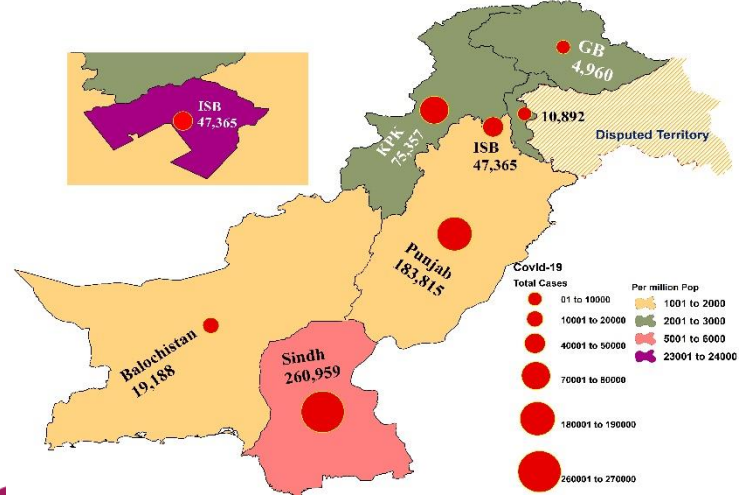 ISB
47,365
GB
4,960
10,892
Disputed Territory
KPK
75,357
ISB
47,365
Punjab
183,815
Balochistan
19,188
Sindh
260,959
Covid-19
Total Cases
01 to 10000
10001 to 20000
40001 to 50000
70001 to 80000
180001 to 190000
260001 to 270000
Per million Pop
1001 to 2000
2001 to 3000
5001 to 6000
23001 to 24000